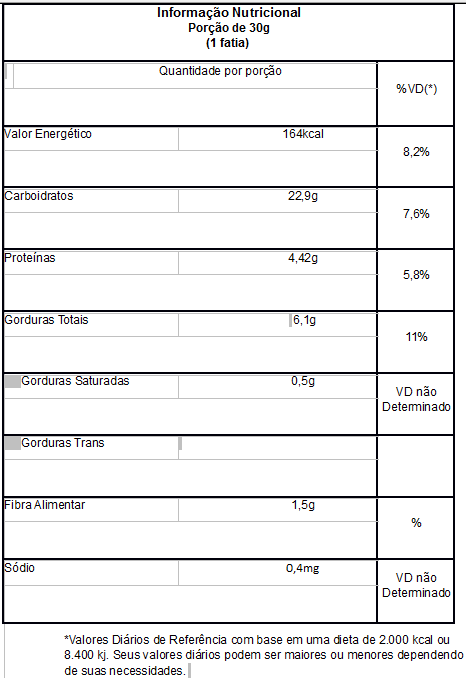 Informação Nutricional
Porção de 30g
(1 fatia)
Quantidade por porção
%VD(*)
Valor Energético 164kcal
8,2%
Carboidratos 22,9g
7,6%
Proteínas 4,42g
5,8%
Gorduras Totais 6,1g
11%
Gorduras Saturadas 0,5g
VD não
Determinado
Gorduras Trans
Fibra Alimentar 1,5g
%
Sódio 0,4mg
VD não
Determinado
*Valores Diários de Referência com base em uma dieta de 2.000 kcal ou
8.400 kj. Seus valores diários podem ser maiores ou menores dependendo
de suas necessidades.